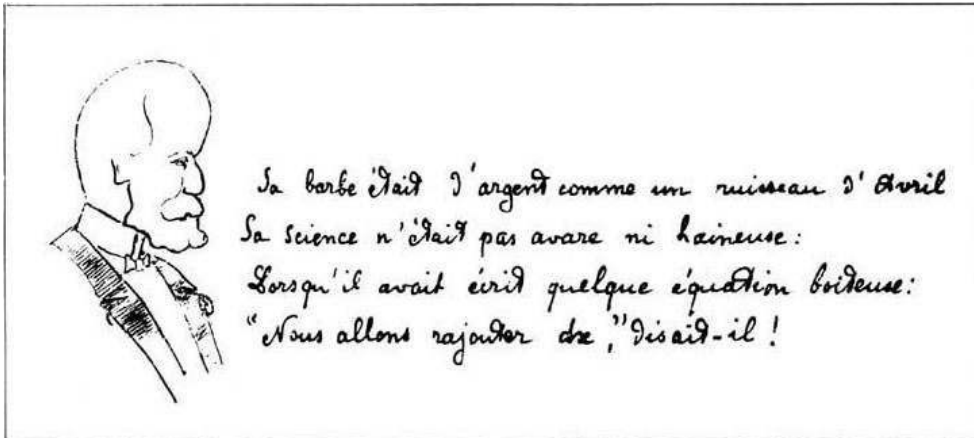 Sa barbe était d'argent comme un ruisseau d'Avril
Sa science n'était pas avare ni haineuse:
Lorsqu'il avait écrit quelque équation boiteuse:
"Nous allons rajouter dx," disait-il!